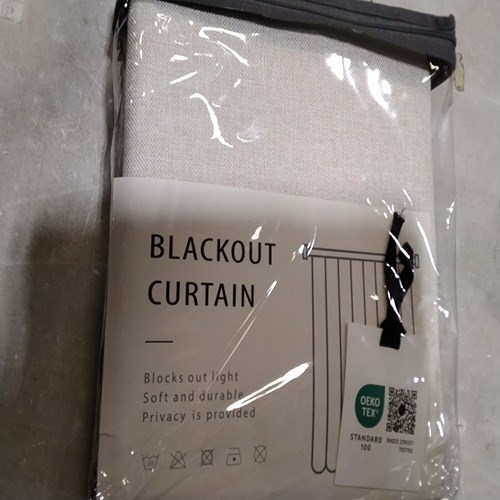 BLACKOUT
CURTAIN
Blocks out light
Soft and durable
Privacy is provided
OEKO
TEX®
STANDARD
100